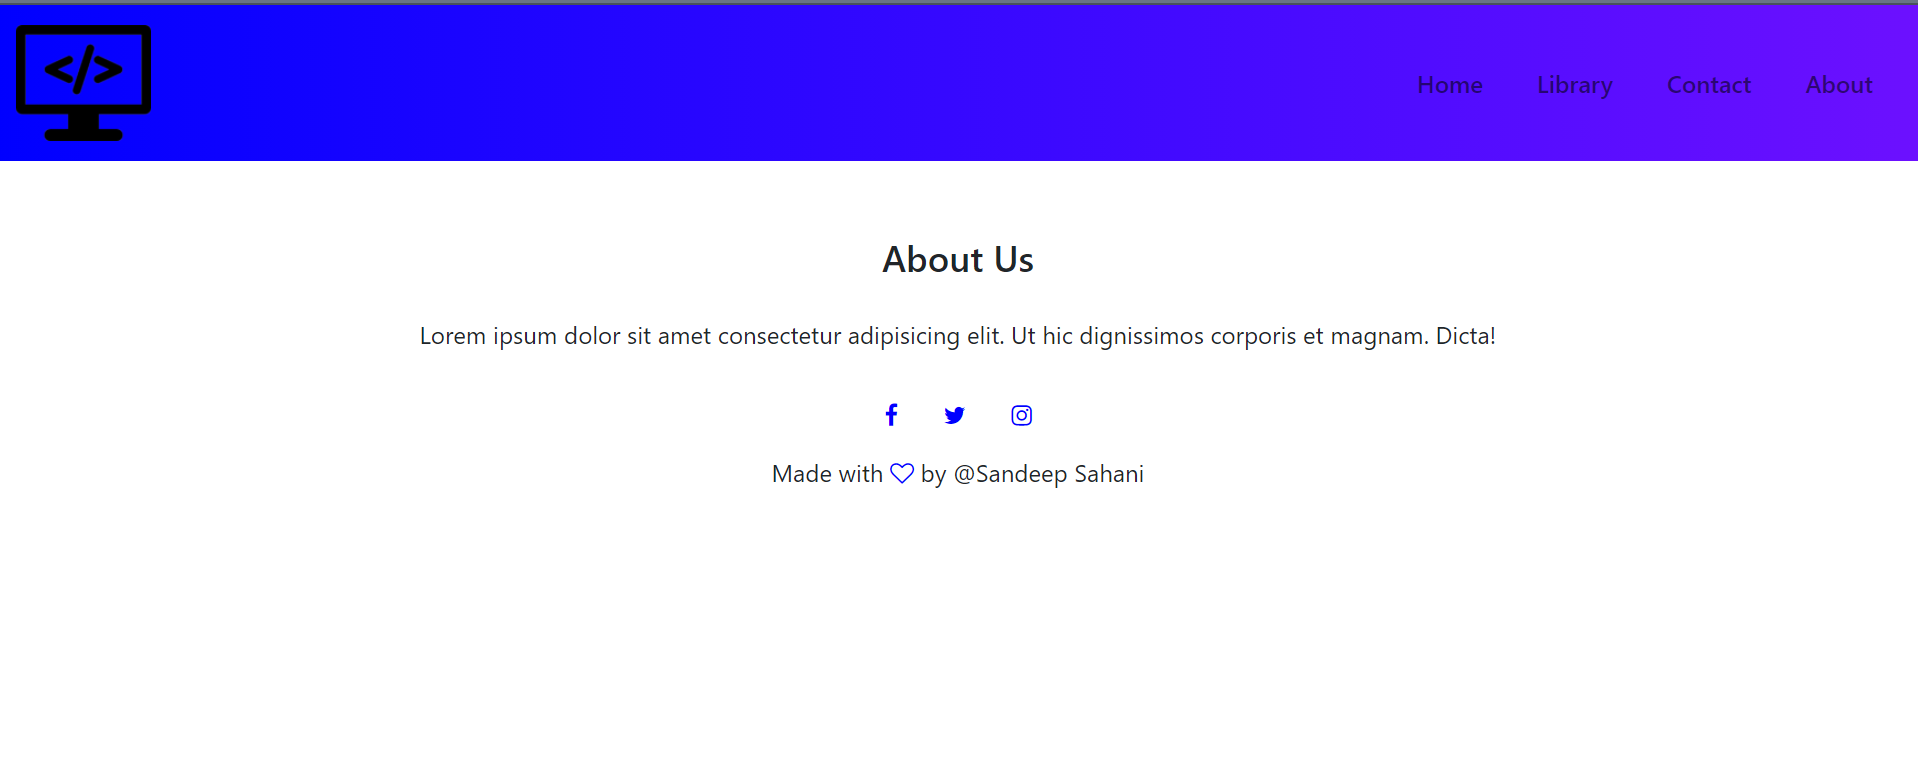 </>
Home Library Contact About
About Us
Lorem ipsum dolor sit amet consectetur adipisicing elit. Ut hic dignissimos corporis et magnam. Dicta!
Made with ♡ by @Sandeep Sahani